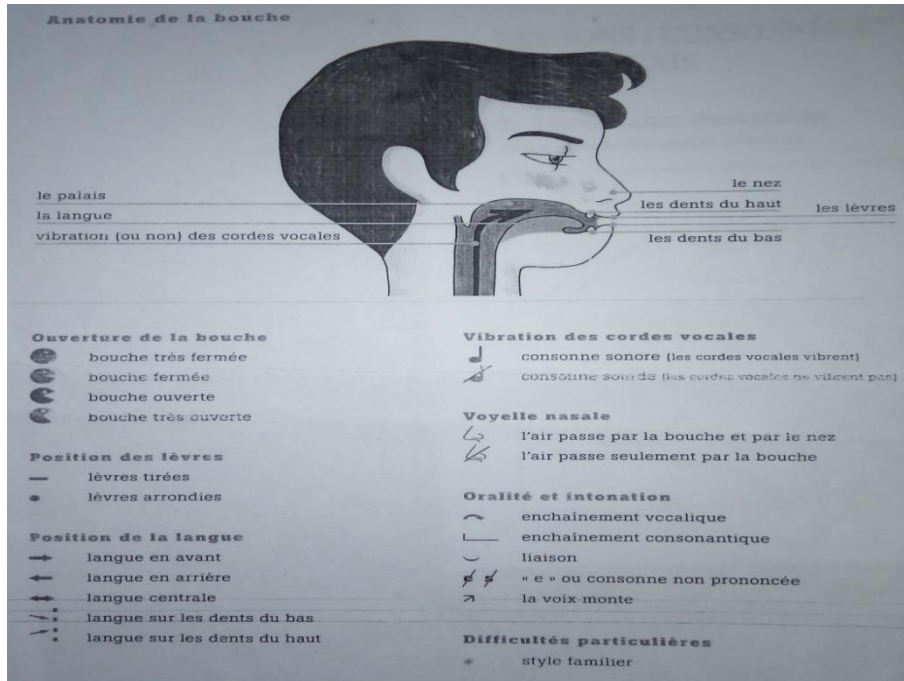 Anatomie de la bouche
le palais
la langue
vibration (ou non) des cordes vocales
le nez
les dents du haut
les lèvres
les dents du bas
Ouverture de la bouche
bouche très fermée
bouche fermée
bouche ouverte
bouche très ouverte
Position des lèvres
lèvres tirées
lèvres arrondies
Position de la langue
langue en avant
langue en arrière
langue centrale
langue sur les dents du bas
langue sur les dents du haut
Vibration des cordes vocales
consonne sonore (les cordes vocales vibrent)
consonne sourde (les cordes vocales ne vibrent pas)
Voyelle nasale
l'air passe par la bouche et par le nez
l'air passe seulement par la bouche
Oralité et intonation
enchaînement vocalique
enchaînement consonantique
liaison
« e » ou consonne non prononcée
la voix monte
Difficultés particulières
* style familier